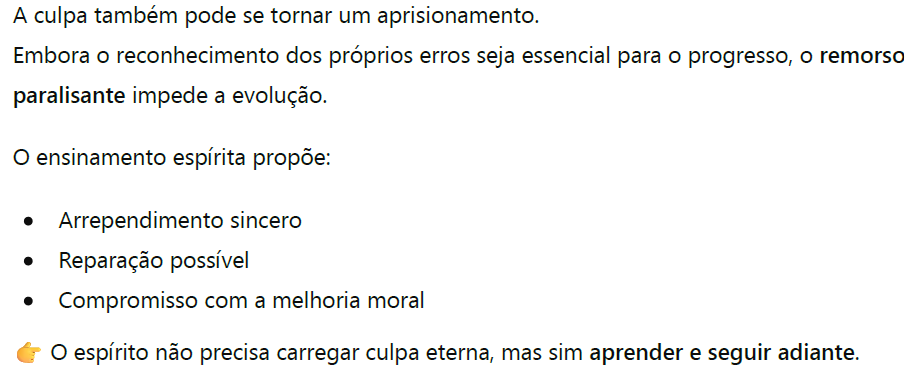 A culpa também pode se tornar um aprisionamento.
Embora o reconhecimento dos próprios erros seja essencial para o progresso, o remorso
paralisante impede a evolução.
O ensinamento espírita propõe:
• Arrependimento sincero
• Reparação possível
• Compromisso com a melhoria moral
👉 O espírito não precisa carregar culpa eterna, mas sim aprender e seguir adiante.